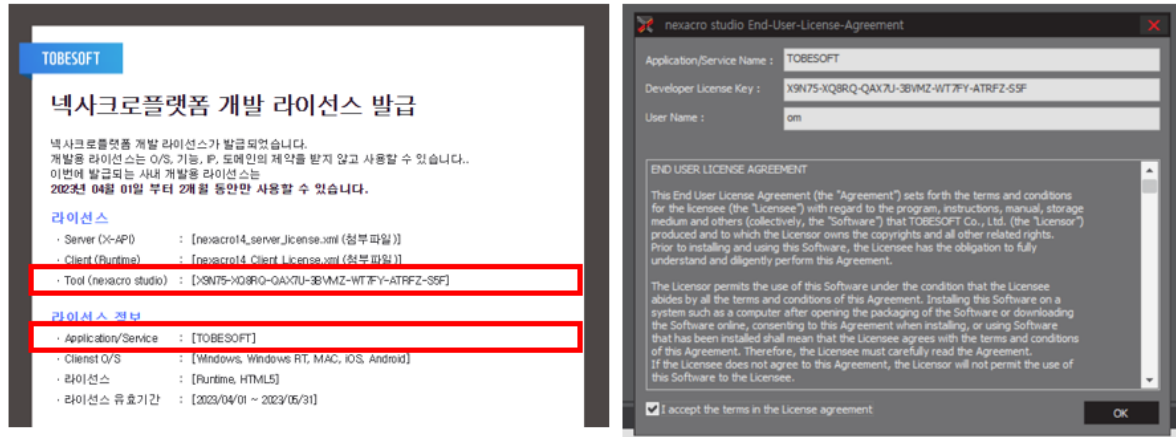 TOBESOFT
넥사크로플랫폼 개발 라이선스 발급
넥사크로플랫폼 개발 라이선스가 발급되었습니다.
개발용 라이선스는 O/S, 기능, IP, 도메인의 제약을 받지 않고 사용할 수 있습니다..
이번에 발급되는 사내 개발용 라이선스는
2023년 04월 01일 부터 2개월 동안만 사용할 수 있습니다.
라이선스
· Server (X-API) : [nexacro14_server_license.xml (첨부파일)]
· Client (Runtime) : [nexacro14_Client_License.xml (첨부파일)]
· Tool (nexacro studio) : [X9N75-XQ8RQ-QAX7U-3BVMZ-WT7FY-ATRFZ-S5F]
라이선스 정보
· Application/Service : [TOBESOFT]
· Clienst O/S : [Windows, Windows RT, MAC, iOS, Android]
· 라이선스 : [Runtime, HTML5]
· 라이선스 유효기간 : [2023/04/01 ~ 2023/05/31]
nexacro studio End-User-License-Agreement
Application/Service Name : TOBESOFT
Developer License Key : X9N75-XQ8RQ-QAX7U-3BVMZ-WT7FY-ATRFZ-S5F
User Name : om
END USER LICENSE AGREEMENT
This End User License Agreement (the "Agreement") sets forth the terms and conditions
for the licensee (the "Licensee") with regard to the program, instructions, manual, storage
medium and others (collectively, the "Software") that TOBESOFT Co., Ltd. (the "Licensor")
produced and to which the Licensor owns the copyrights and all other related rights.
Prior to installing and using this Software, the Licensee has the obligation to fully
understand and diligently perform this Agreement.
The Licensor permits the use of this Software under the condition that the Licensee
abides by all the terms and conditions of this Agreement. Installing this Software on a
system such as a computer after opening the packaging of the Software or downloading
the Software online, consenting to this Agreement when installing, or using Software
that has been installed shall mean that the Licensee agrees with the terms and conditions
of this Agreement. Therefore, the Licensee must carefully read the Agreement.
If the Licensee does not agree to this Agreement, the Licensor will not permit the use of
this Software to the Licensee.
I accept the terms in the License agreement
OK